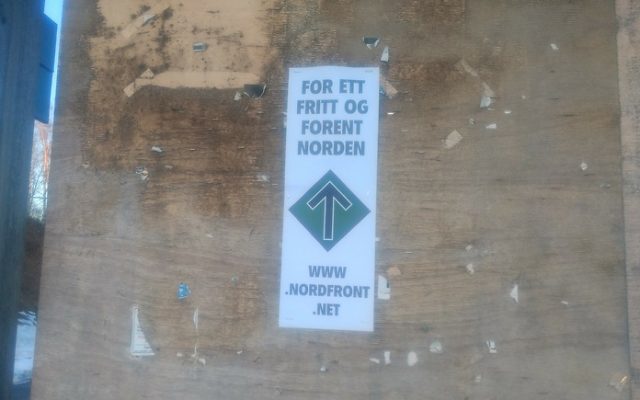 FOR ETT
FRITT OG
FORENT
NORDEN
WWW
.NORDFRONT
.NET